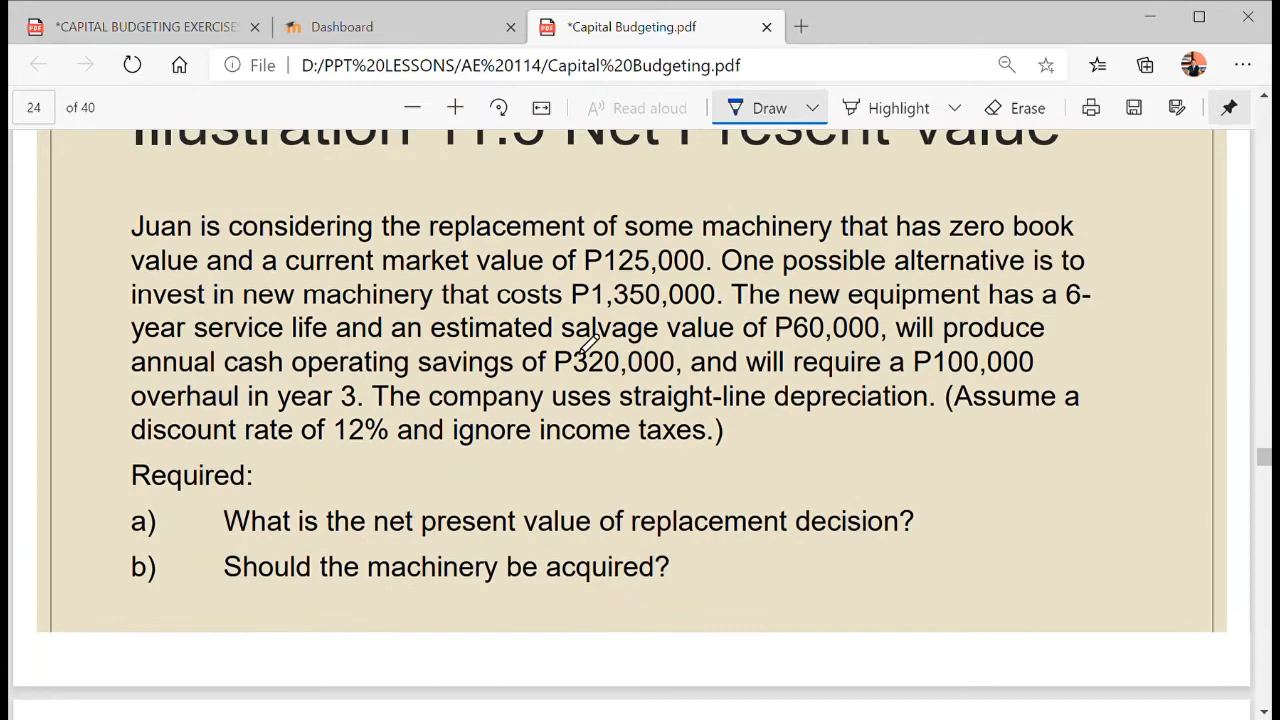 *CAPITAL BUDGETING EXERCISE
Dashboard
*Capital Budgeting.pdf
File
D:/PPT%20LESSONS/AE%20114/Capital%20Budgeting.pdf
24 of 40
Read aloud
Draw
Highlight
Erase
Illustration 11.5 Net Present Value
Juan is considering the replacement of some machinery that has zero book
value and a current market value of P125,000. One possible alternative is to
invest in new machinery that costs P1,350,000. The new equipment has a 6-
year service life and an estimated salvage value of P60,000, will produce
annual cash operating savings of P320,000, and will require a P100,000
overhaul in year 3. The company uses straight-line depreciation. (Assume a
discount rate of 12% and ignore income taxes.)
Required:
a) What is the net present value of replacement decision?
b) Should the machinery be acquired?